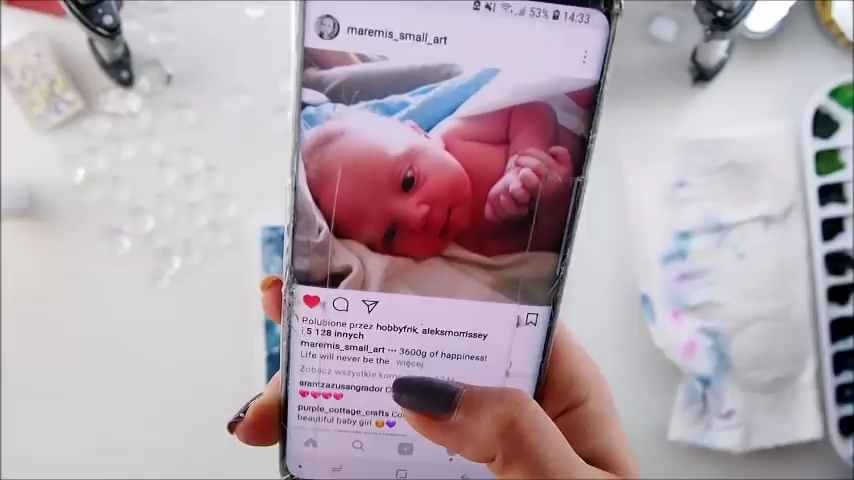 53% 14:33
maremis_small_art
Polubione przez hobbyfrik, aleksmorrissey
i 5 128 innych
maremis_small_art ••• 3600g of happiness!
Life will never be the więcej
Zobacz wszystkie
aranzazusangrador
purple_cottage_crafts
beautiful baby girl